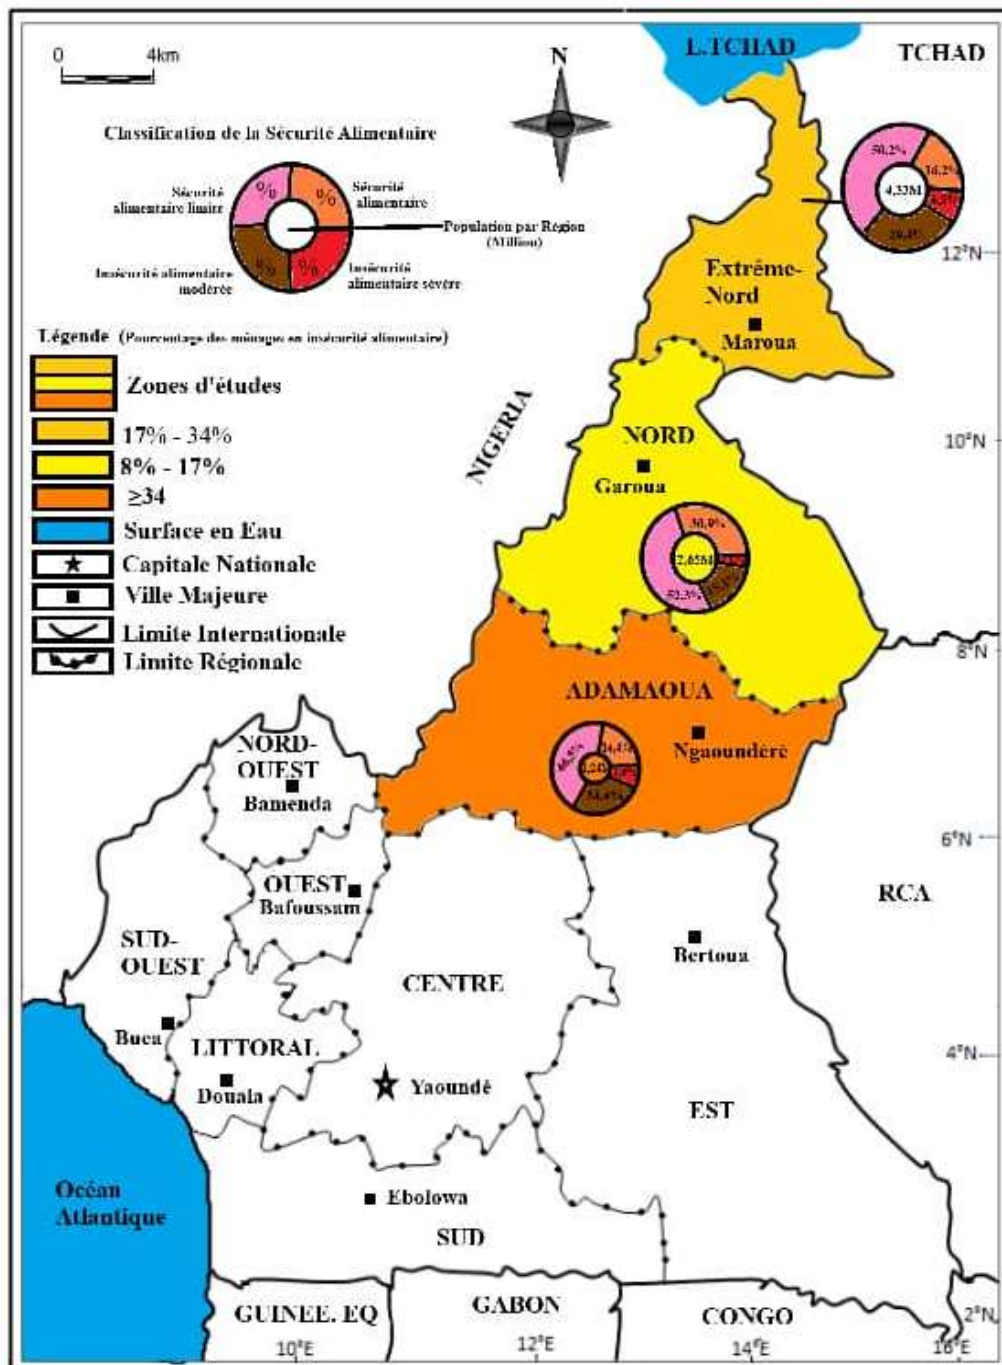 0 4km
N
L.TCHAD
TCHAD
Classification de la Sécurité Alimentaire
Sécurité
alimentaire limite
%
%
Sécurité
alimentaire
Population par Région
(Million)
Insécurité alimentaire
modérée
%
%
Insécurité
alimentaire sévère
50,2%
16,2%
4,33M
12°N
Extrême-
Nord
Maroua
Légende (Pourcentage des ménages en insécurité alimentaire)
Zones d'études
17% - 34%
8% - 17%
≥34
Surface en Eau
Capitale Nationale
Ville Majeure
Limite Internationale
Limite Régionale
NIGERIA
10°N
NORD
Garoua
30,9%
2,65M
52,3%
8°N
ADAMAOUA
Ngaoundéré
NORD-
OUEST
Bamenda
6°N
OUEST
Bafoussam
RCA
SUD-
OUEST
Bertoua
CENTRE
Buea
LITTORAL
Douala
Yaoundé
4°N
EST
Océan
Atlantique
Ebolowa
SUD
GUINEE. EQ
GABON
CONGO
2°N
10°E
12°E
14°E
16°E